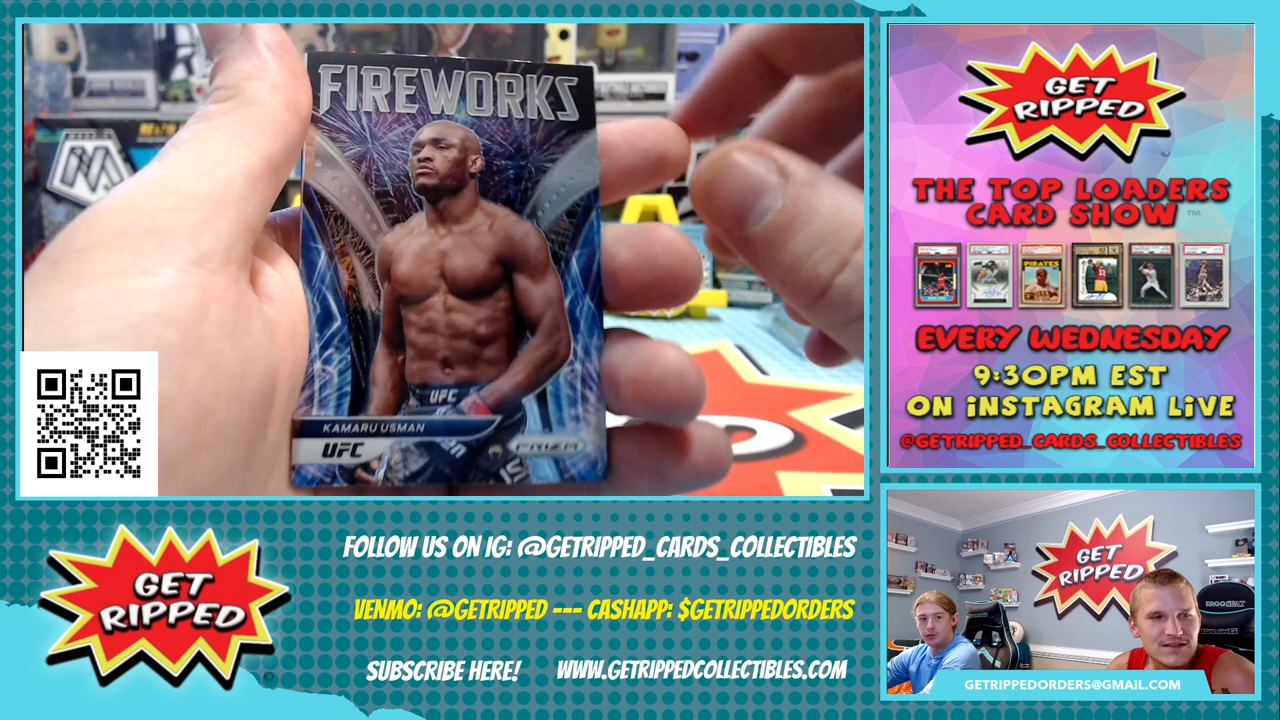 FIREWORKS
KAMARU USMAN
UFC
PRIZM
UFC
GET
RIPPED
THE TOP LOADERS
CARD SHOW ™
PIRATES
EVERY WEDNESDAY
9:30PM EST
ON INSTAGRAM LIVE
@GETRIPPED_CARDS_COLLECTIBLES
GET
RIPPED
FOLLOW US ON IG: @GETRIPPED_CARDS_COLLECTIBLES
VENMO: @GETRIPPED --- CASHAPP: $GETRIPPEDORDERS
SUBSCRIBE HERE!
WWW.GETRIPPEDCOLLECTIBLES.COM
GET
RIPPED
GETRIPPEDORDERS@GMAIL.COM